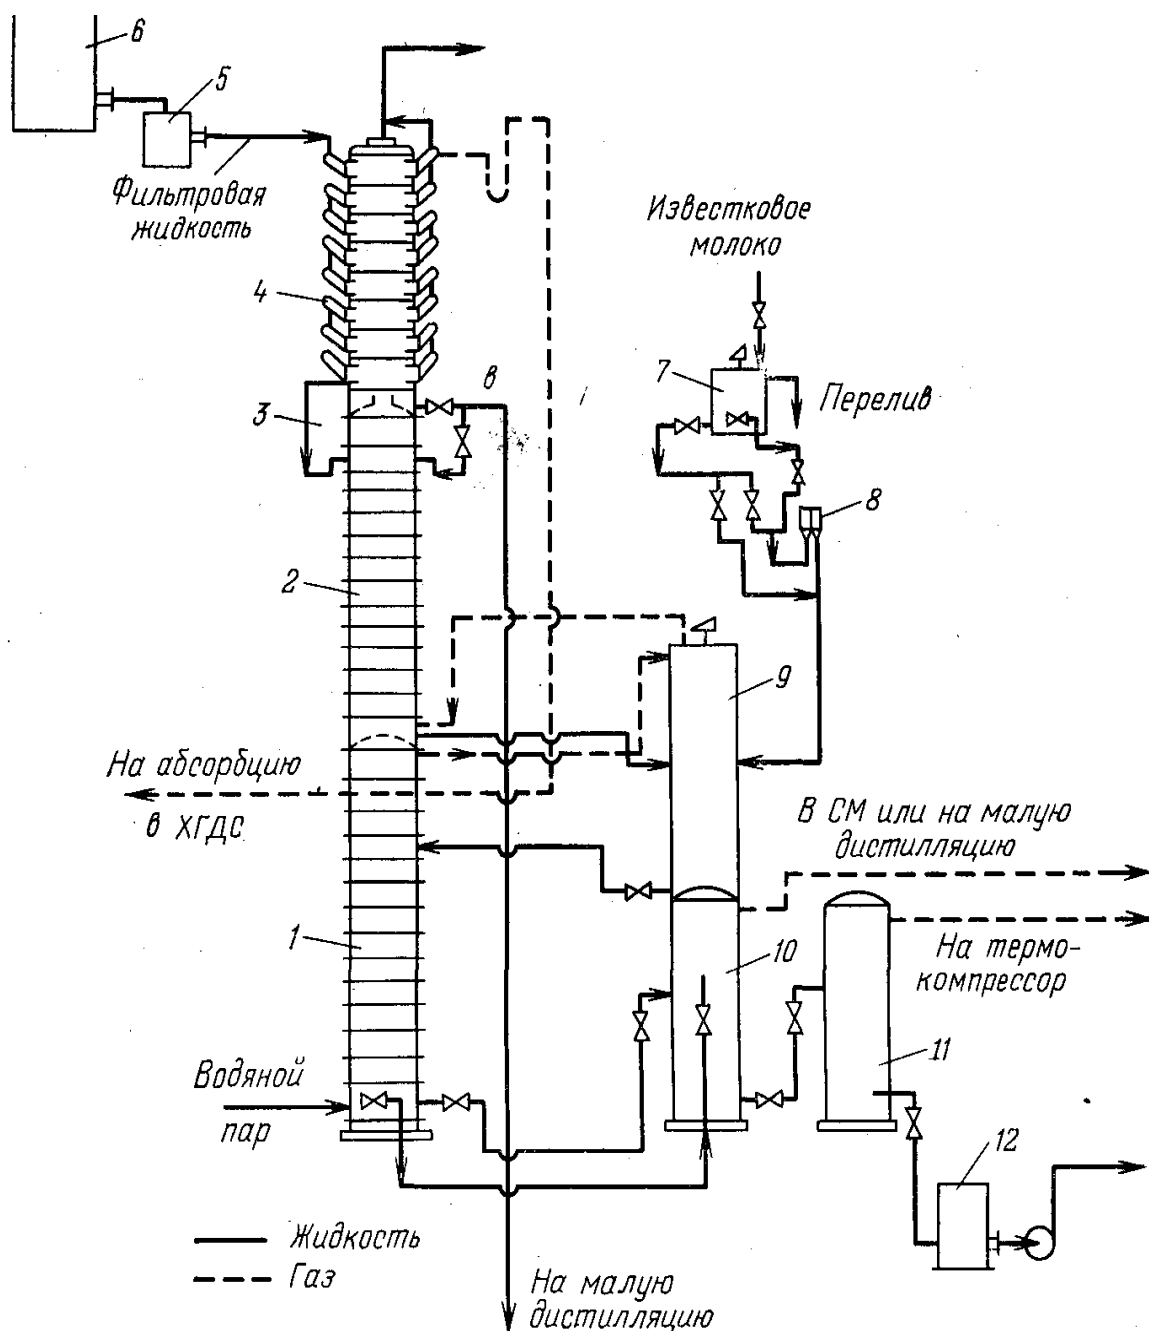 6
5
Фильтровая
жидкость
Известковое
молоко
4
7
Перелив
в
3
8
2
9
На абсорбцию
в ХГДС
В СМ или на малую
дистилляцию
1
10
На термо-
компрессор
11
Водяной
пар
12
Жидкость
Газ
На малую
дистилляцию